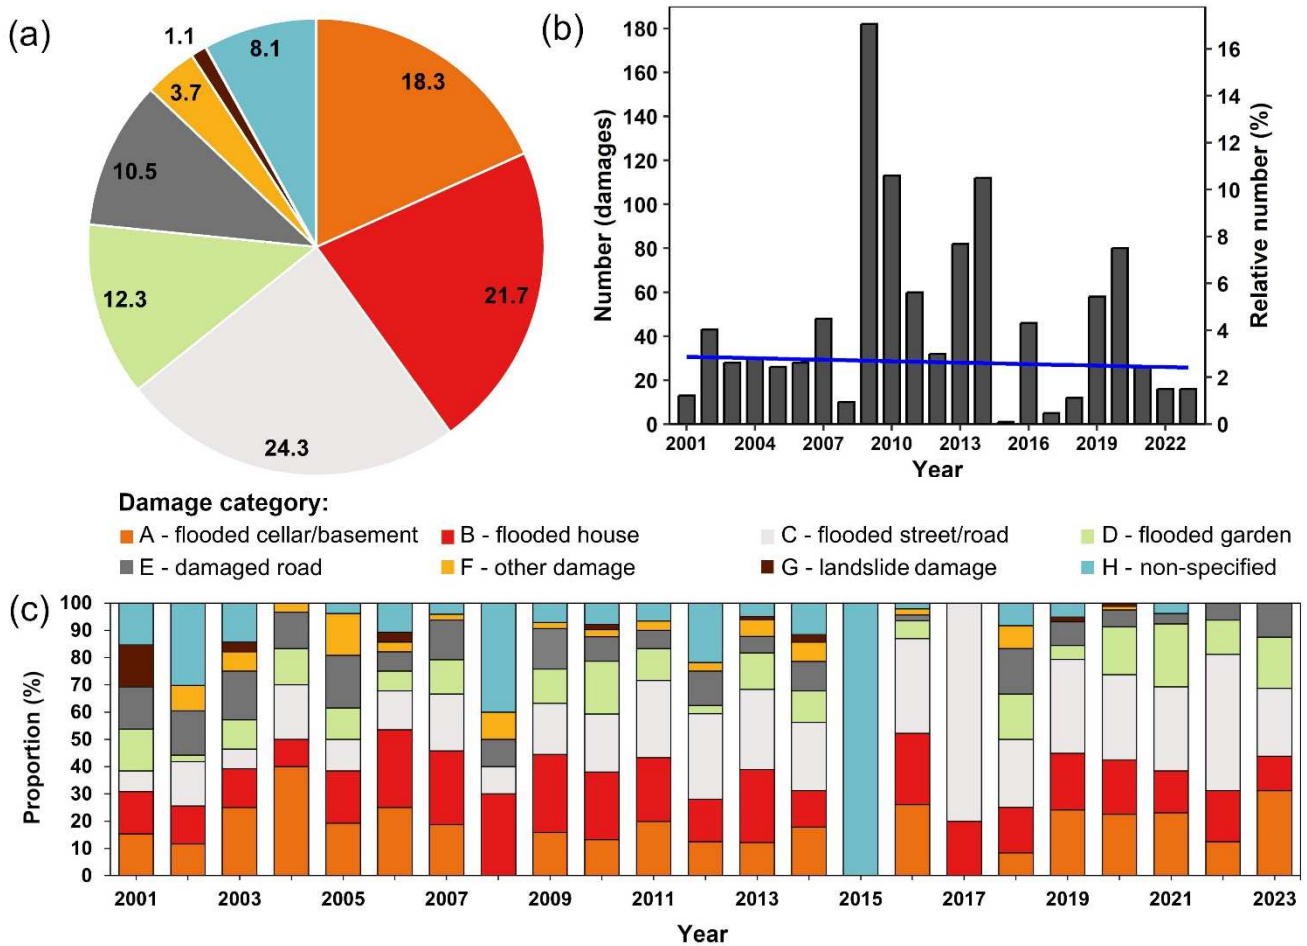 (a)
1.1
8.1
18.3
3.7
10.5
12.3
21.7
24.3
(b)
Number (damages)
180
160
140
120
100
80
60
40
20
0
16
14
12
10
8
6
4
2
0
Relative number (%)
2001 2004 2007 2010 2013 2016 2019 2022
Year
Damage category:
A - flooded cellar/basement B - flooded house C - flooded street/road D - flooded garden
E - damaged road F - other damage G - landslide damage H - non-specified
(c)
Proportion (%)
100
90
80
70
60
50
40
30
20
10
0
2001 2003 2005 2007 2009 2011 2013 2015 2017 2019 2021 2023
Year